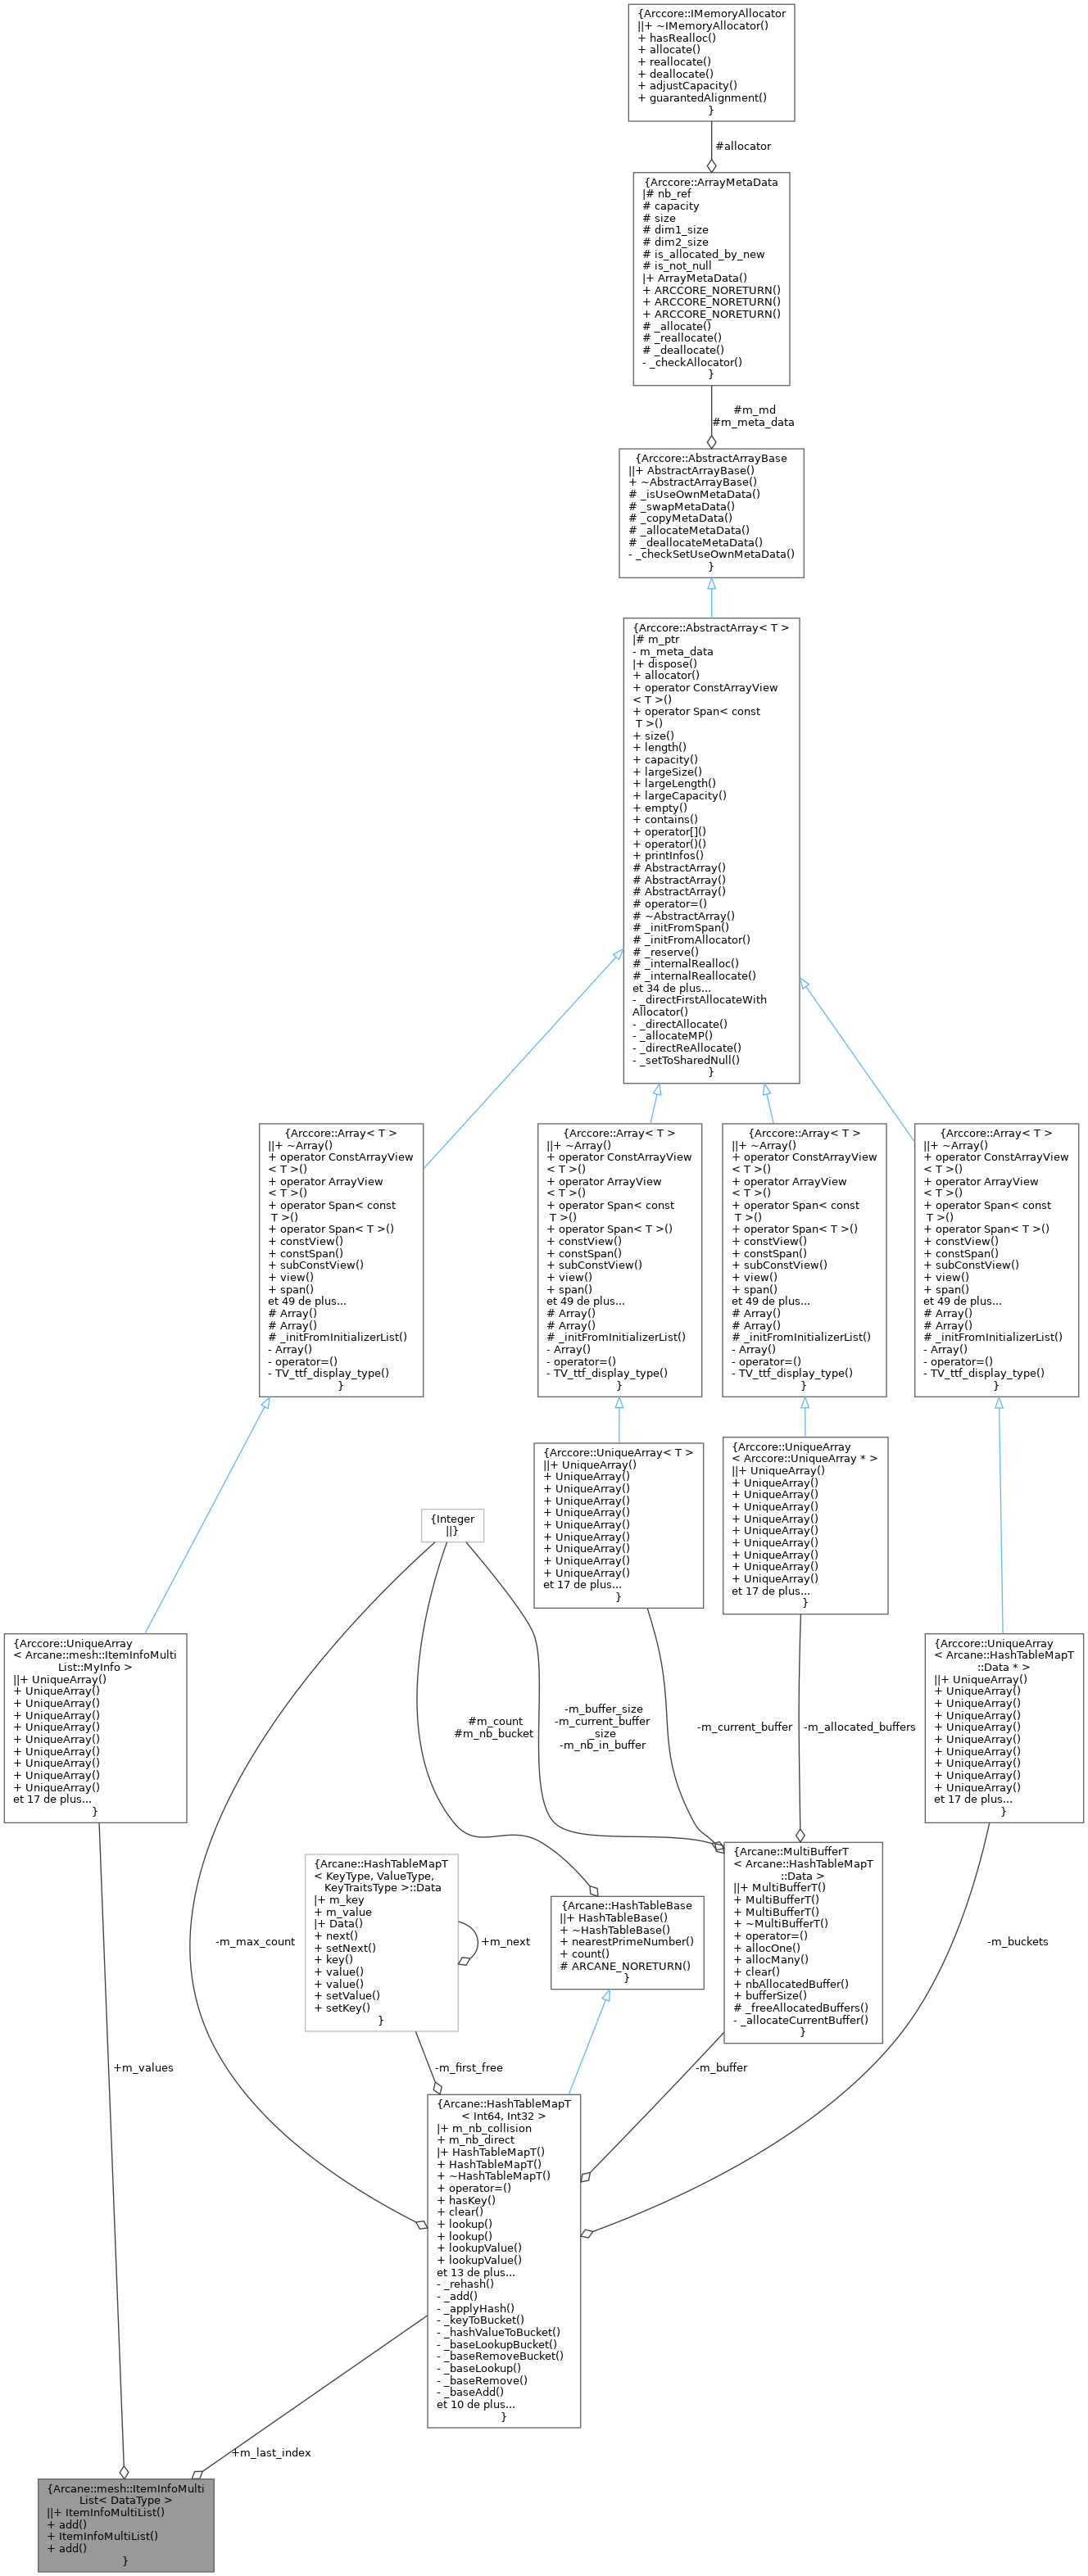 {Arccore::IMemoryAllocator
||+ ~IMemoryAllocator()
+ hasRealloc()
+ allocate()
+ reallocate()
+ deallocate()
+ adjustCapacity()
+ guarantedAlignment()
}
#allocator
{Arccore::ArrayMetaData
|# nb_ref
# capacity
# size
# dim1_size
# dim2_size
# is_allocated_by_new
# is_not_null
|+ ArrayMetaData()
+ ARCCORE_NORETURN()
+ ARCCORE_NORETURN()
+ ARCCORE_NORETURN()
# _allocate()
# _reallocate()
# _deallocate()
- _checkAllocator()
}
#m_md
#m_meta_data
{Arccore::AbstractArrayBase
||+ AbstractArrayBase()
+ ~AbstractArrayBase()
# _isUseOwnMetaData()
# _swapMetaData()
# _copyMetaData()
# _allocateMetaData()
# _deallocateMetaData()
- _checkSetUseOwnMetaData()
}
{Arccore::AbstractArray< T >
|# m_ptr
- m_meta_data
|+ dispose()
+ allocator()
+ operator ConstArrayView
< T >()
+ operator Span< const
T >()
+ size()
+ length()
+ capacity()
+ largeSize()
+ largeLength()
+ largeCapacity()
+ empty()
+ contains()
+ operator[]()
+ operator()()
+ printInfos()
# AbstractArray()
# AbstractArray()
# AbstractArray()
# operator=()
# ~AbstractArray()
# _initFromSpan()
# _initFromAllocator()
# _reserve()
# _internalRealloc()
# _internalReallocate()
et 34 de plus...
- _directFirstAllocateWith
Allocator()
- _directAllocate()
- _allocateMP()
- _directReAllocate()
- _setToSharedNull()
}
{Arccore::Array< T >
||+ ~Array()
+ operator ConstArrayView
< T >()
+ operator ArrayView
< T >()
+ operator Span< const
T >()
+ operator Span< T >()
+ constView()
+ constSpan()
+ subConstView()
+ view()
+ span()
et 49 de plus...
# Array()
# Array()
# _initFromInitializerList()
- Array()
- operator=()
- TV_ttf_display_type()
}
{Arccore::Array< T >
||+ ~Array()
+ operator ConstArrayView
< T >()
+ operator ArrayView
< T >()
+ operator Span< const
T >()
+ operator Span< T >()
+ constView()
+ constSpan()
+ subConstView()
+ view()
+ span()
et 49 de plus...
# Array()
# Array()
# _initFromInitializerList()
- Array()
- operator=()
- TV_ttf_display_type()
}
{Arccore::Array< T >
||+ ~Array()
+ operator ConstArrayView
< T >()
+ operator ArrayView
< T >()
+ operator Span< const
T >()
+ operator Span< T >()
+ constView()
+ constSpan()
+ subConstView()
+ view()
+ span()
et 49 de plus...
# Array()
# Array()
# _initFromInitializerList()
- Array()
- operator=()
- TV_ttf_display_type()
}
{Arccore::Array< T >
||+ ~Array()
+ operator ConstArrayView
< T >()
+ operator ArrayView
< T >()
+ operator Span< const
T >()
+ operator Span< T >()
+ constView()
+ constSpan()
+ subConstView()
+ view()
+ span()
et 49 de plus...
# Array()
# Array()
# _initFromInitializerList()
- Array()
- operator=()
- TV_ttf_display_type()
}
{Arccore::UniqueArray< T >
||+ UniqueArray()
+ UniqueArray()
+ UniqueArray()
+ UniqueArray()
+ UniqueArray()
+ UniqueArray()
+ UniqueArray()
+ UniqueArray()
+ UniqueArray()
+ UniqueArray()
et 17 de plus...
}
{Arccore::UniqueArray
< Arccore::UniqueArray * >
||+ UniqueArray()
+ UniqueArray()
+ UniqueArray()
+ UniqueArray()
+ UniqueArray()
+ UniqueArray()
+ UniqueArray()
+ UniqueArray()
+ UniqueArray()
+ UniqueArray()
et 17 de plus...
}
{Integer
||}
{Arccore::UniqueArray
< Arcane::mesh::ItemInfoMulti
List::MyInfo >
||+ UniqueArray()
+ UniqueArray()
+ UniqueArray()
+ UniqueArray()
+ UniqueArray()
+ UniqueArray()
+ UniqueArray()
+ UniqueArray()
+ UniqueArray()
+ UniqueArray()
et 17 de plus...
}
{Arccore::UniqueArray
< Arcane::HashTableMapT
::Data * >
||+ UniqueArray()
+ UniqueArray()
+ UniqueArray()
+ UniqueArray()
+ UniqueArray()
+ UniqueArray()
+ UniqueArray()
+ UniqueArray()
+ UniqueArray()
+ UniqueArray()
et 17 de plus...
}
#m_count
#m_nb_bucket
-m_buffer_size
-m_current_buffer
_size
-m_nb_in_buffer
-m_current_buffer
-m_allocated_buffers
{Arcane::HashTableMapT
< KeyType, ValueType,
KeyTraitsType >::Data
|+ m_key
+ m_value
|+ Data()
+ next()
+ setNext()
+ key()
+ value()
+ value()
+ setValue()
+ setKey()
}
+m_next
{Arcane::HashTableBase
||+ HashTableBase()
+ ~HashTableBase()
+ nearestPrimeNumber()
+ count()
# ARCANE_NORETURN()
}
{Arcane::MultiBufferT
< Arcane::HashTableMapT
::Data >
||+ MultiBufferT()
+ MultiBufferT()
+ MultiBufferT()
+ ~MultiBufferT()
+ operator=()
+ allocOne()
+ allocMany()
+ clear()
+ nbAllocatedBuffer()
+ bufferSize()
# _freeAllocatedBuffers()
- _allocateCurrentBuffer()
}
-m_max_count
-m_buckets
+m_values
-m_first_free
-m_buffer
{Arcane::HashTableMapT
< Int64, Int32 >
|+ m_nb_collision
+ m_nb_direct
|+ HashTableMapT()
+ HashTableMapT()
+ ~HashTableMapT()
+ operator=()
+ hasKey()
+ clear()
+ lookup()
+ lookup()
+ lookupValue()
+ lookupValue()
et 13 de plus...
- _rehash()
- _add()
- _applyHash()
- _keyToBucket()
- _hashValueToBucket()
- _baseLookupBucket()
- _baseRemoveBucket()
- _baseLookup()
- _baseRemove()
- _baseAdd()
et 10 de plus...
}
+m_last_index
{Arcane::mesh::ItemInfoMulti
List< DataType >
||+ ItemInfoMultiList()
+ add()
+ ItemInfoMultiList()
+ add()
}